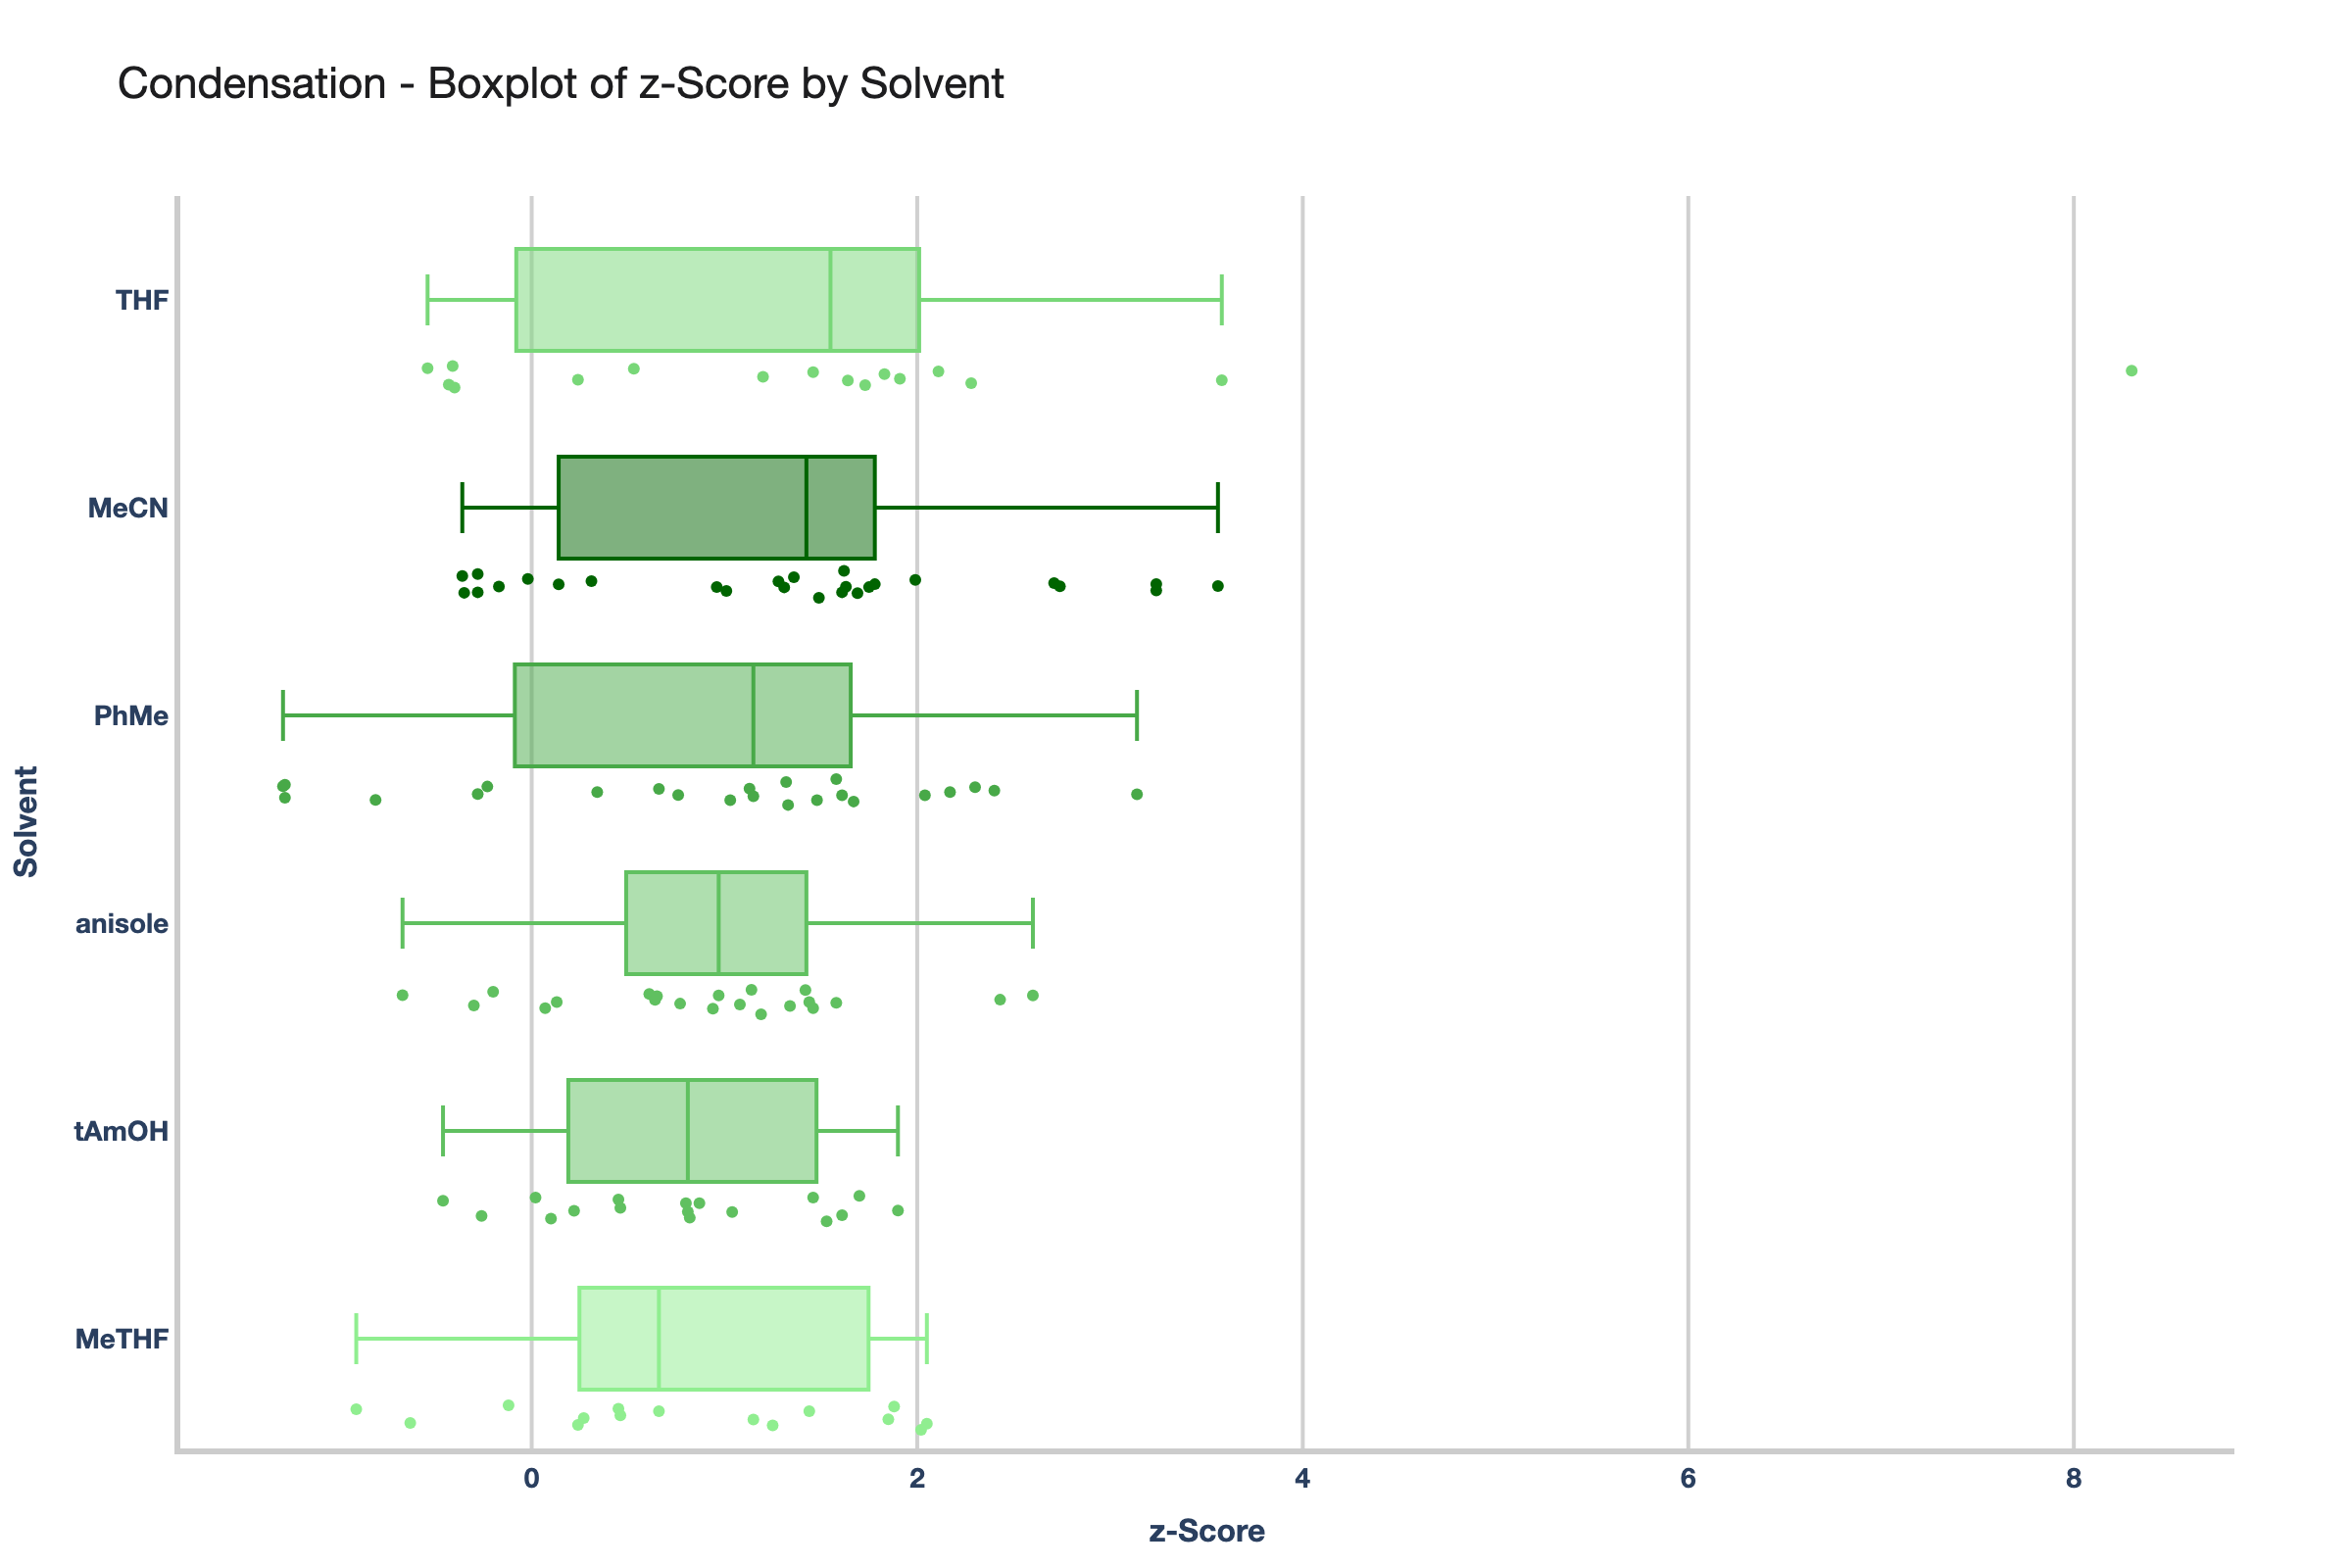 Condensation - Boxplot of z-Score by Solvent
THF
MeCN
PhMe
anisole
tAmOH
MeTHF
Solvent
0 2 4 6 8
z-Score